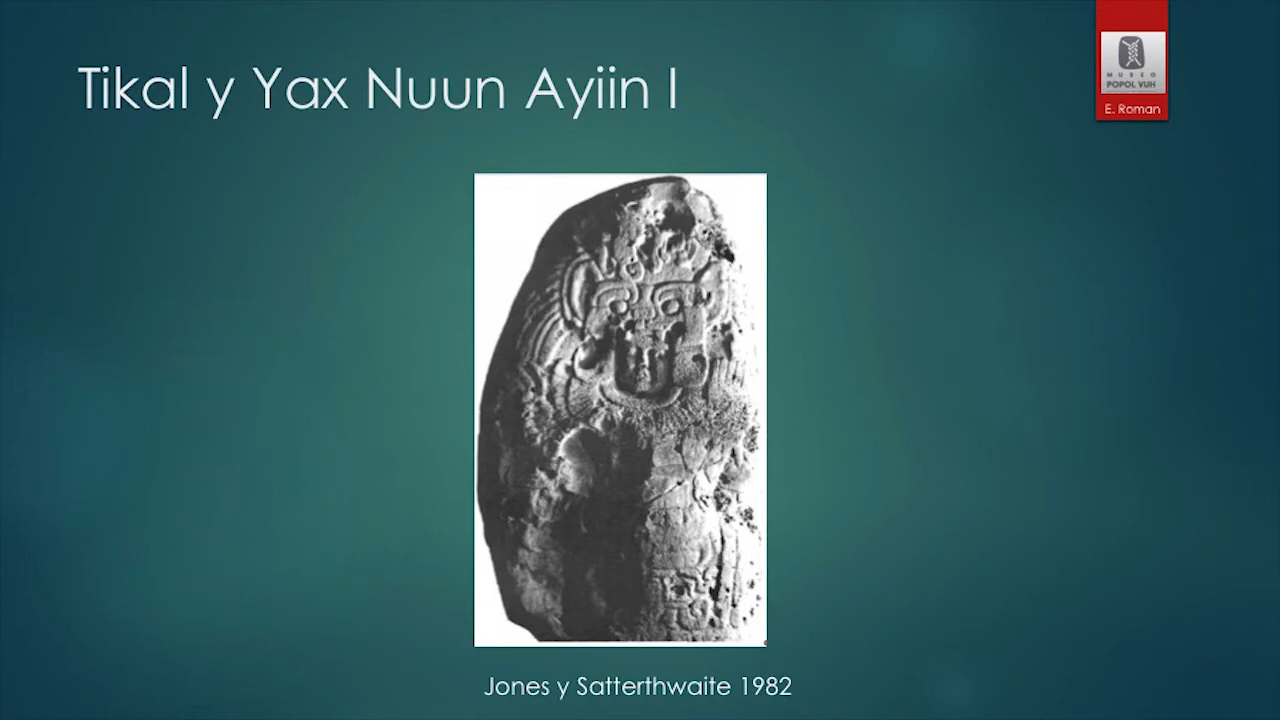 Tikal y Yax Nuun Ayiin I
MUSEO
POPOL VUH
E. Roman
Jones y Satterthwaite 1982